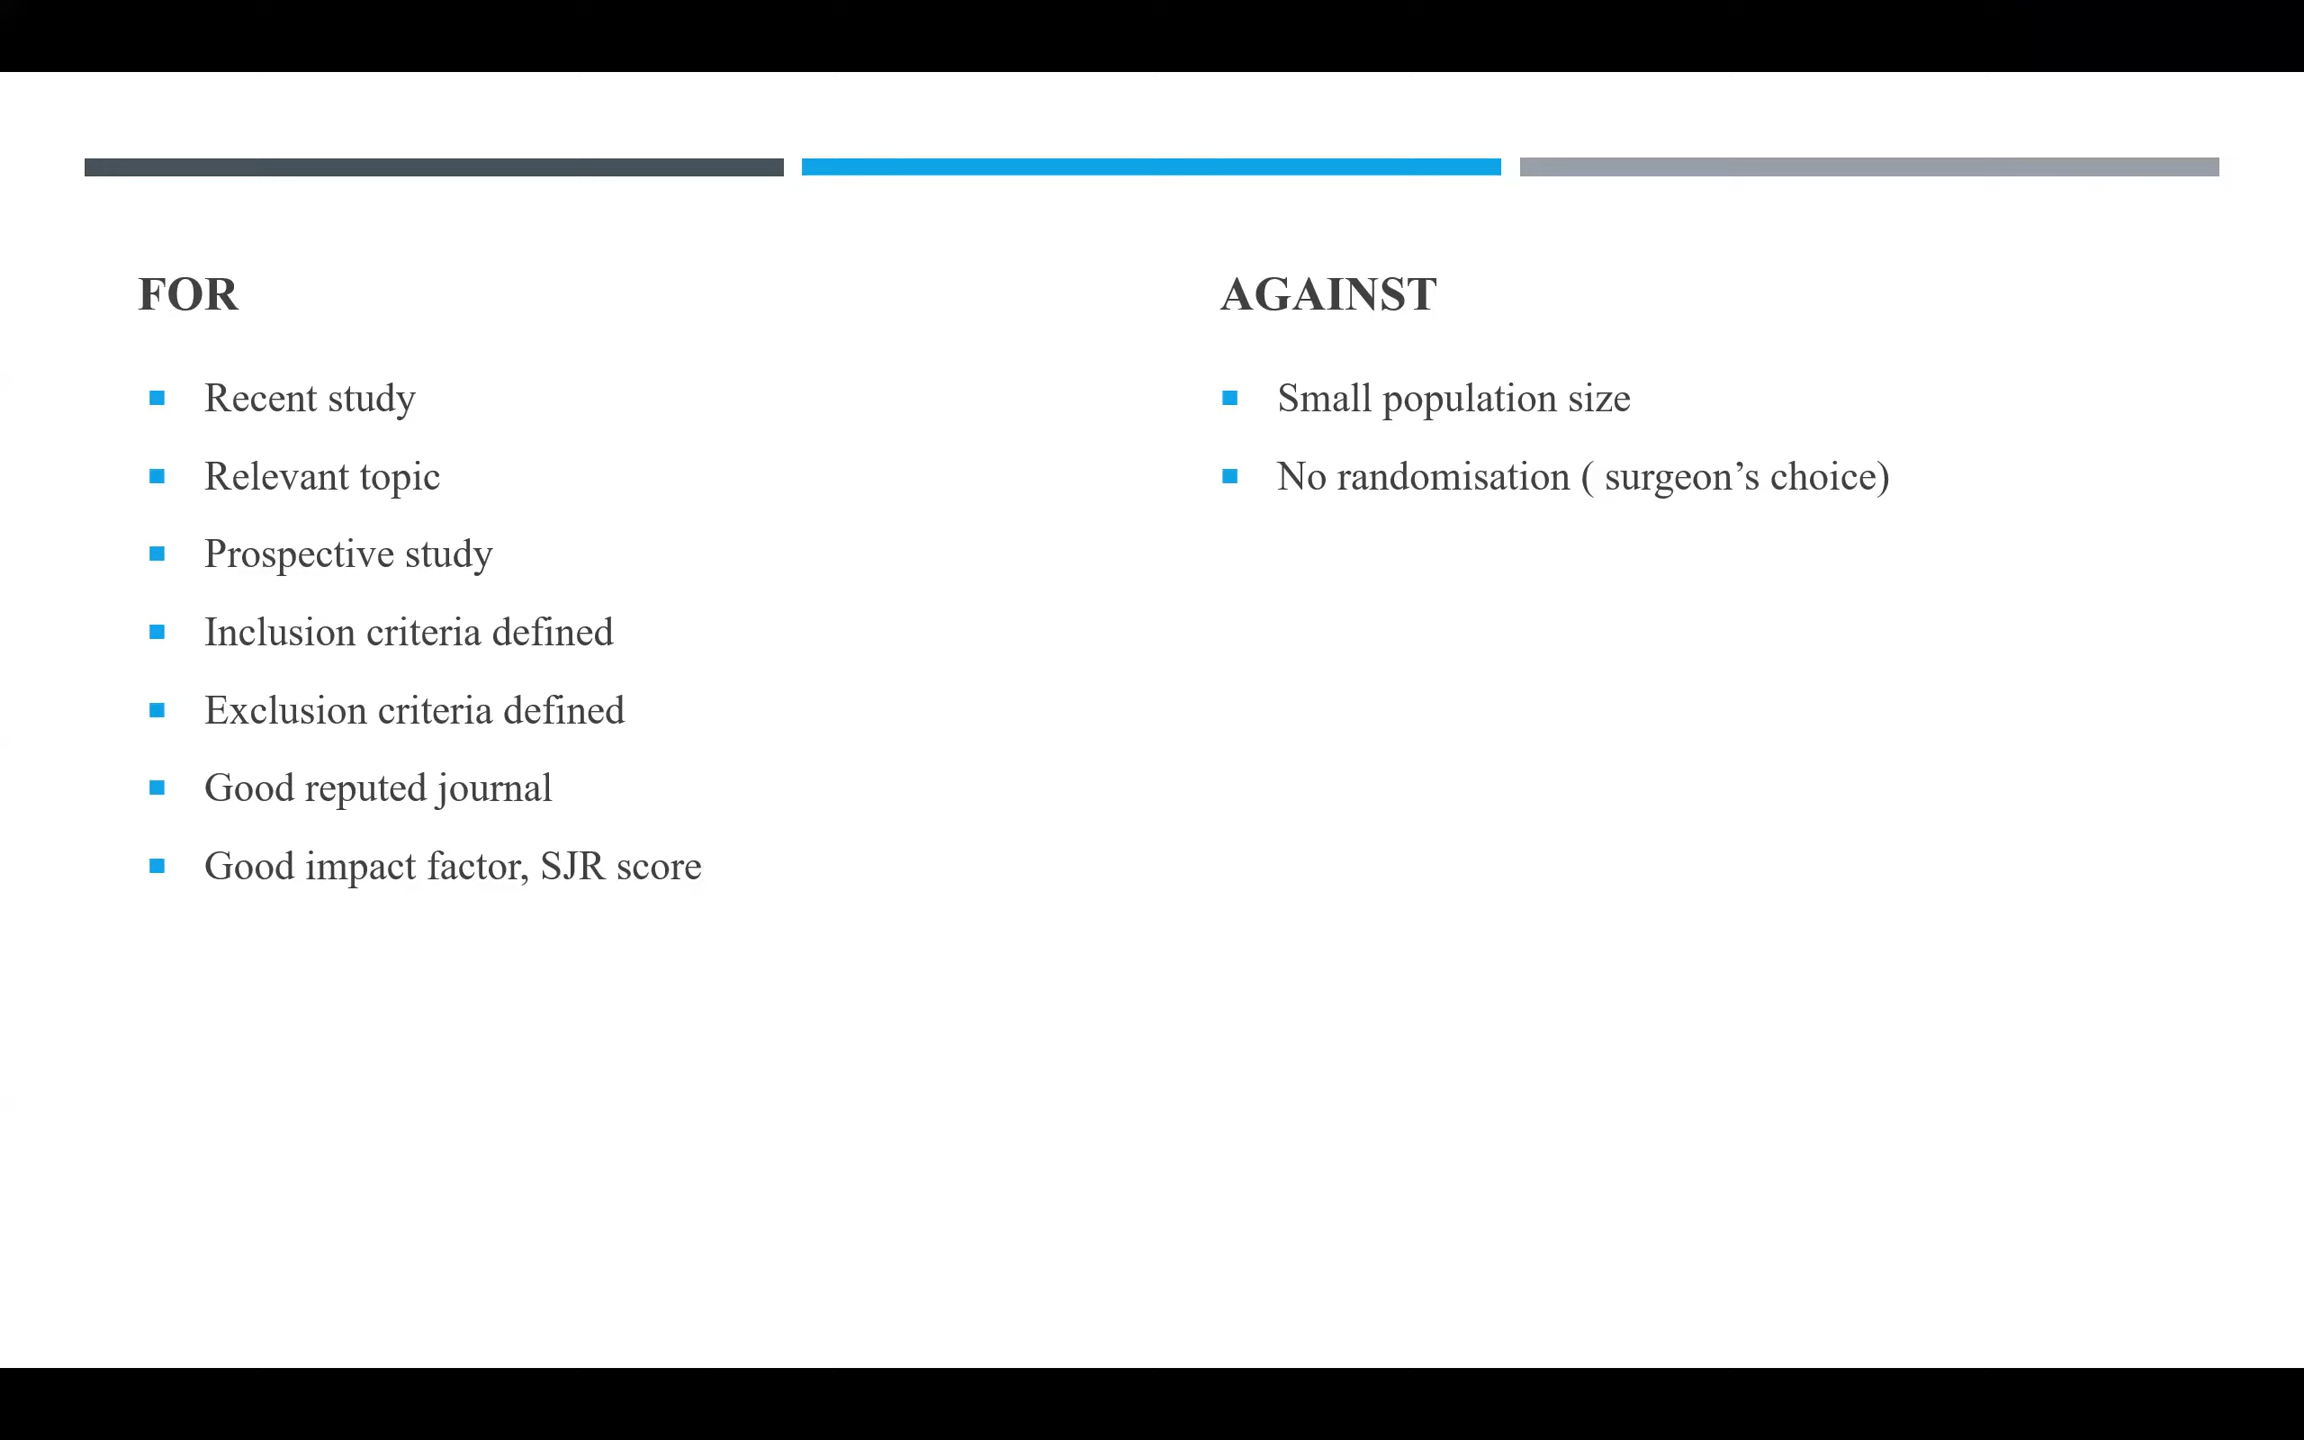 FOR
Recent study
Relevant topic
Prospective study
Inclusion criteria defined
Exclusion criteria defined
Good reputed journal
Good impact factor, SJR score
AGAINST
Small population size
No randomisation ( surgeon’s choice)